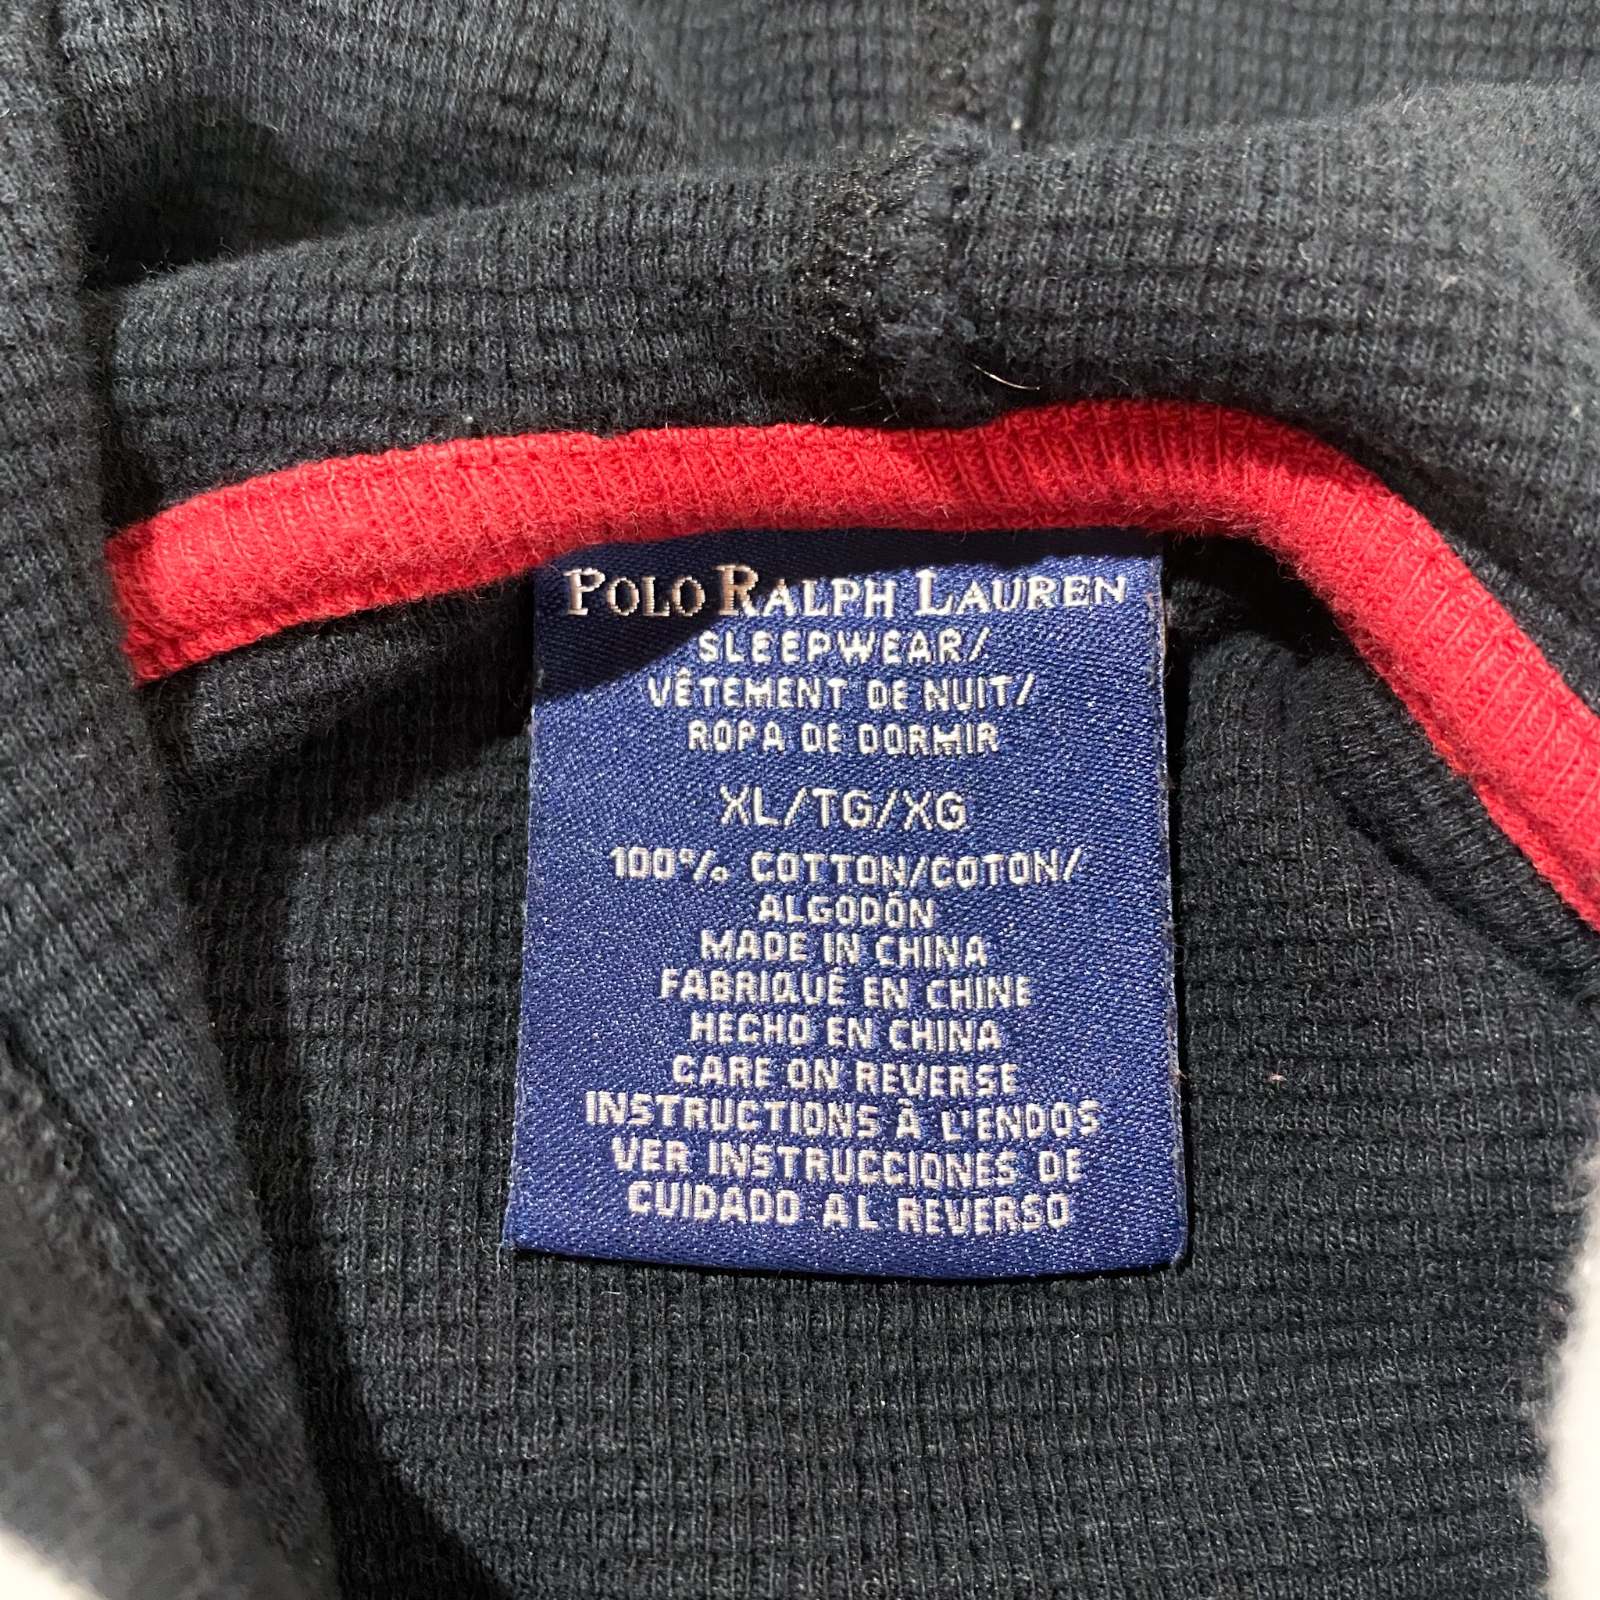 POLO RALPH LAUREN
SLEEPWEAR/
VÊTEMENT DE NUIT/
ROPA DE DORMIR
XL/TG/XG
100% COTTON/COTON/
ALGODÓN
MADE IN CHINA
FABRIQUÉ EN CHINE
HECHO EN CHINA
CARE ON REVERSE
INSTRUCTIONS À L'ENDOS
VER INSTRUCCIONES DE
CUIDADO AL REVERSO